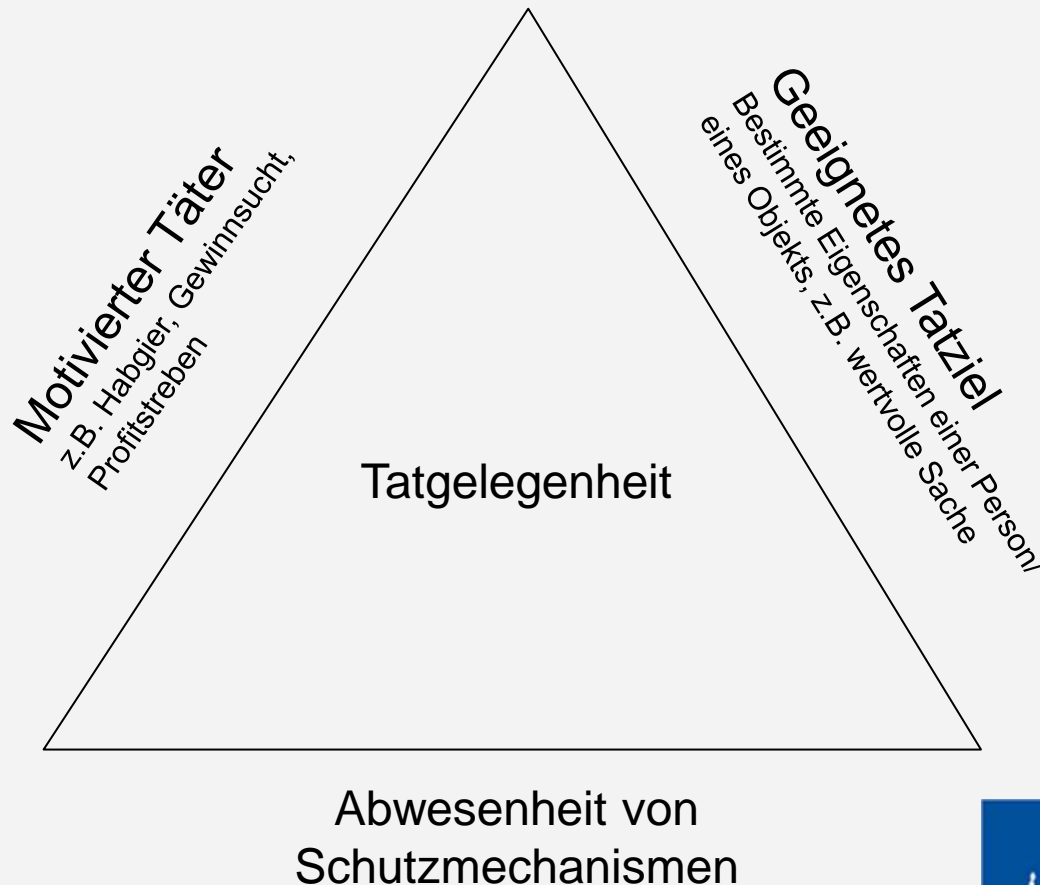 Motivierter Täter
z.B. Habgier, Gewinnsucht,
Profitstreben
Geeignetes Tatziel
Bestimmte Eigenschaften einer Person/
eines Objekts, z.B. wertvolle Sache
Tatgelegenheit
Abwesenheit von
Schutzmechanismen